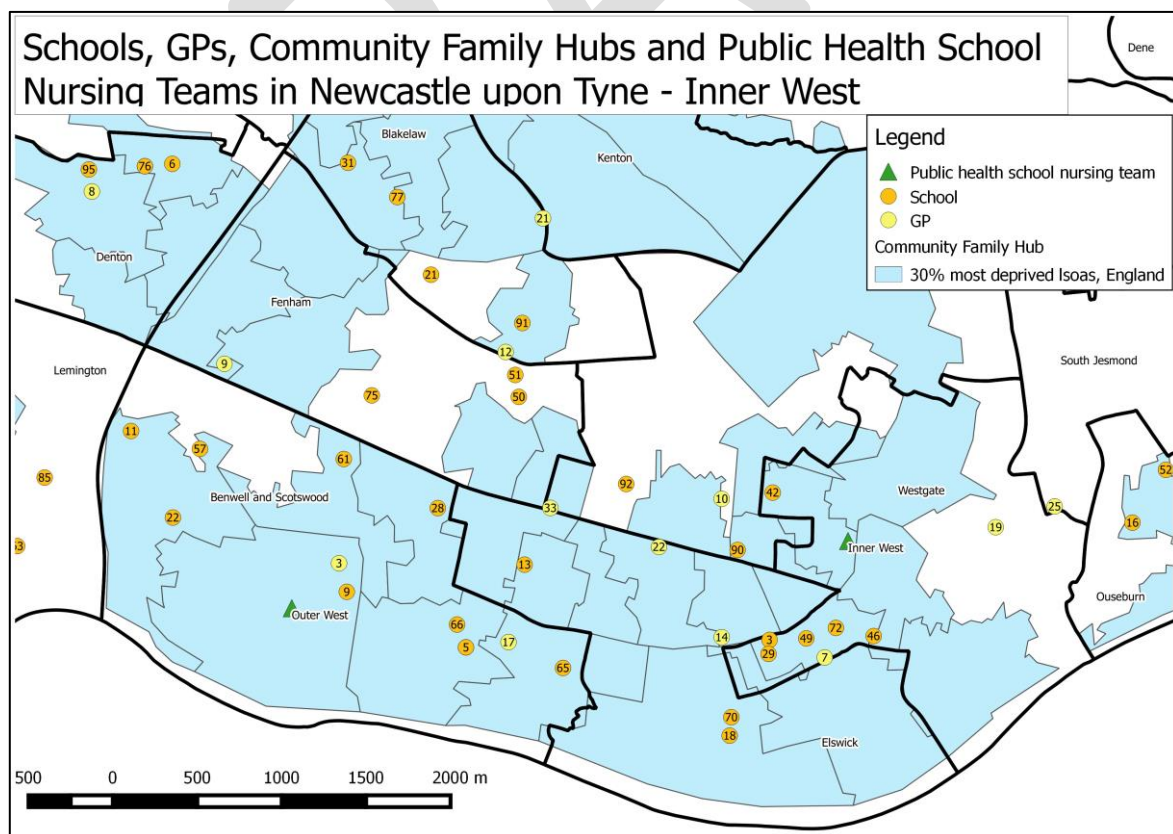 Schools, GPs, Community Family Hubs and Public Health School
Nursing Teams in Newcastle upon Tyne - Inner West
Dene
Legend
Public health school nursing team
School
GP
Community Family Hub
30% most deprived lsoas, England
Blakelaw
Kenton
31
95
76
6
8
77
21
Denton
21
Fenham
91
12
South Jesmond
9
Lemington
51
75
50
11
57
61
52
85
92
42
10
Westgate
Benwell and Scotswood
28
33
25
22
16
19
53
22
90
Inner West
3
13
9
Ouseburn
Outer West
66
72
14
3
49
46
5
17
29
7
65
70
18
Elswick
500 0 500 1000 1500 2000 m